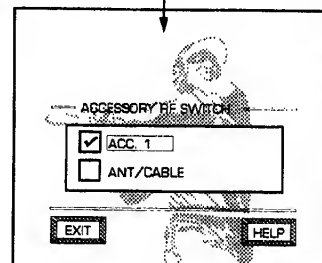 ACCESSORY RF SWITCH
ACC. 1
ANT/CABLE
EXIT
HELP